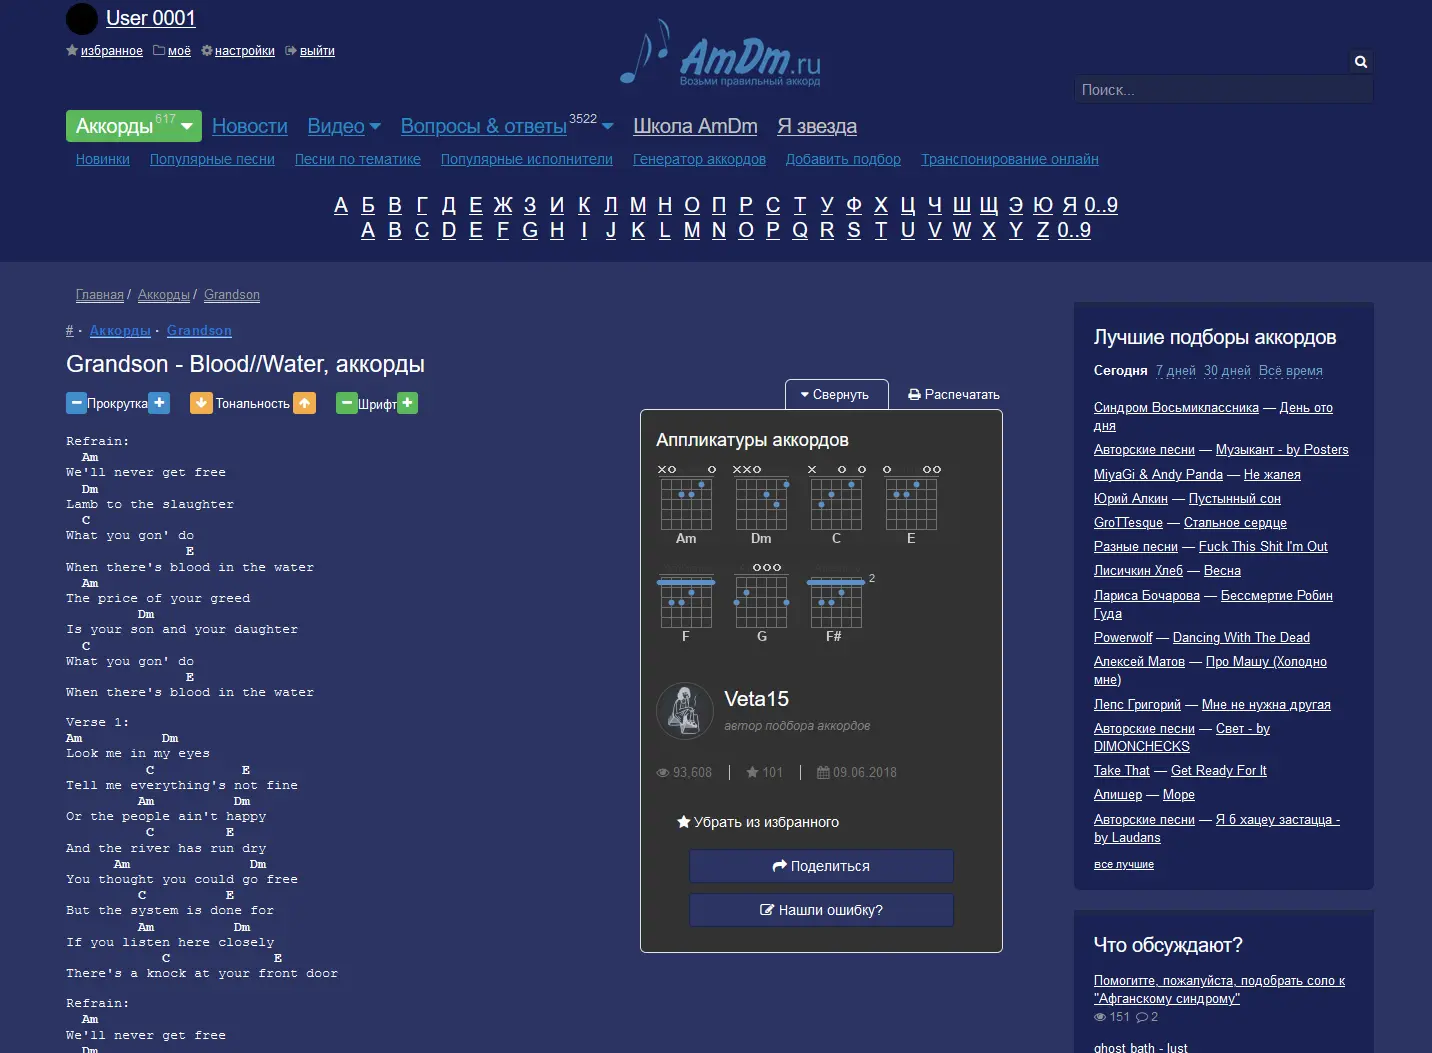 User 0001
избранное моё настройки выйти
AmDm.ru
Возьми правильный аккорд
Поиск...
Аккорды 617 Новости Видео Вопросы & ответы 3522 Школа AmDm Я звезда
Новинки Популярные песни Песни по тематике Популярные исполнители Генератор аккордов Добавить подбор Транспонирование онлайн
А Б В Г Д Е Ж З И К Л М Н О П Р С Т У Ф Х Ц Ч Ш Щ Э Ю Я 0..9
A B C D E F G H I J K L M N O P Q R S T U V W X Y Z 0..9
Главная / Аккорды / Grandson
# · Аккорды · Grandson
Grandson - Blood//Water, аккорды
Прокрутка Тональность Шрифт
Refrain:
Am
We'll never get free
Dm
Lamb to the slaughter
C
What you gon' do
E
When there's blood in the water
Am
The price of your greed
Dm
Is your son and your daughter
C
What you gon' do
E
When there's blood in the water
Verse 1:
Am Dm
Look me in my eyes
C E
Tell me everything's not fine
Am Dm
Or the people ain't happy
C E
And the river has run dry
Am Dm
You thought you could go free
C E
But the system is done for
Am Dm
If you listen here closely
C E
There's a knock at your front door
Refrain:
Am
We'll never get free
Dm
Свернуть Распечатать
Аппликатуры аккордов
Am Dm C E
2
F G F#
Veta15
автор подбора аккордов
93,608 | 101 | 09.06.2018
Убрать из избранного
Поделиться
Нашли ошибку?
Лучшие подборы аккордов
Сегодня 7 дней 30 дней Всё время
Синдром Восьмиклассника — День ото
дня
Авторские песни — Музыкант - by Posters
MiyaGi & Andy Panda — Не жалея
Юрий Алкин — Пустынный сон
GroTTesque — Стальное сердце
Разные песни — Fuck This Shit I'm Out
Лисичкин Хлеб — Весна
Лариса Бочарова — Бессмертие Робин
Гуда
Powerwolf — Dancing With The Dead
Алексей Матов — Про Машу (Холодно
мне)
Лепс Григорий — Мне не нужна другая
Авторские песни — Свет - by
DIMONCHECKS
Take That — Get Ready For It
Алишер — Море
Авторские песни — Я б хацеу застацца -
by Laudans
все лучшие
Что обсуждают?
Помогитте, пожалуйста, подобрать соло к
"Афганскому синдрому"
151 2
ghost bath - lust